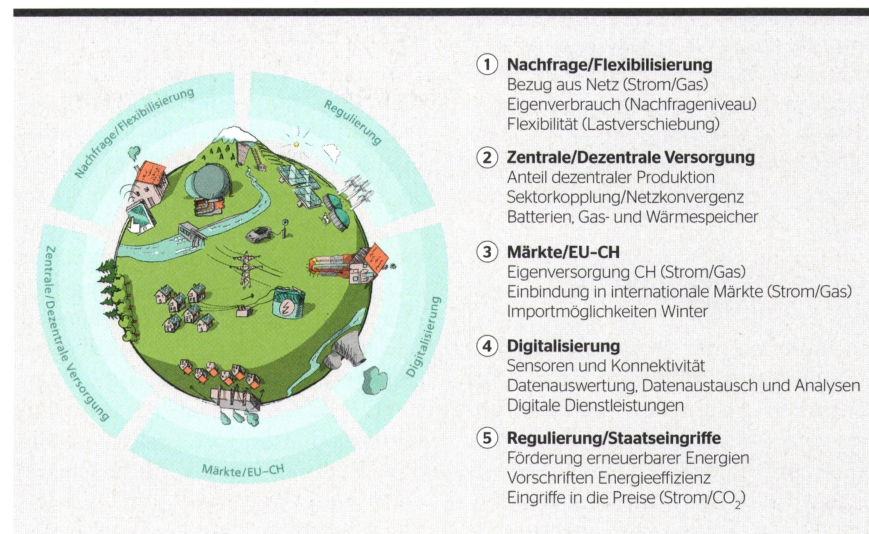 Nachfrage/Flexibilisierung
Regulierung
Zentrale/Dezentrale Versorgung
Digitalisierung
Märkte/EU–CH
1 Nachfrage/Flexibilisierung
Bezug aus Netz (Strom/Gas)
Eigenverbrauch (Nachfrageniveau)
Flexibilität (Lastverschiebung)
2 Zentrale/Dezentrale Versorgung
Anteil dezentraler Produktion
Sektorkopplung/Netzkonvergenz
Batterien, Gas- und Wärmespeicher
3 Märkte/EU–CH
Eigenversorgung CH (Strom/Gas)
Einbindung in internationale Märkte (Strom/Gas)
Importmöglichkeiten Winter
4 Digitalisierung
Sensoren und Konnektivität
Datenauswertung, Datenaustausch und Analysen
Digitale Dienstleistungen
5 Regulierung/Staatseingriffe
Förderung erneuerbarer Energien
Vorschriften Energieeffizienz
Eingriffe in die Preise (Strom/CO₂)